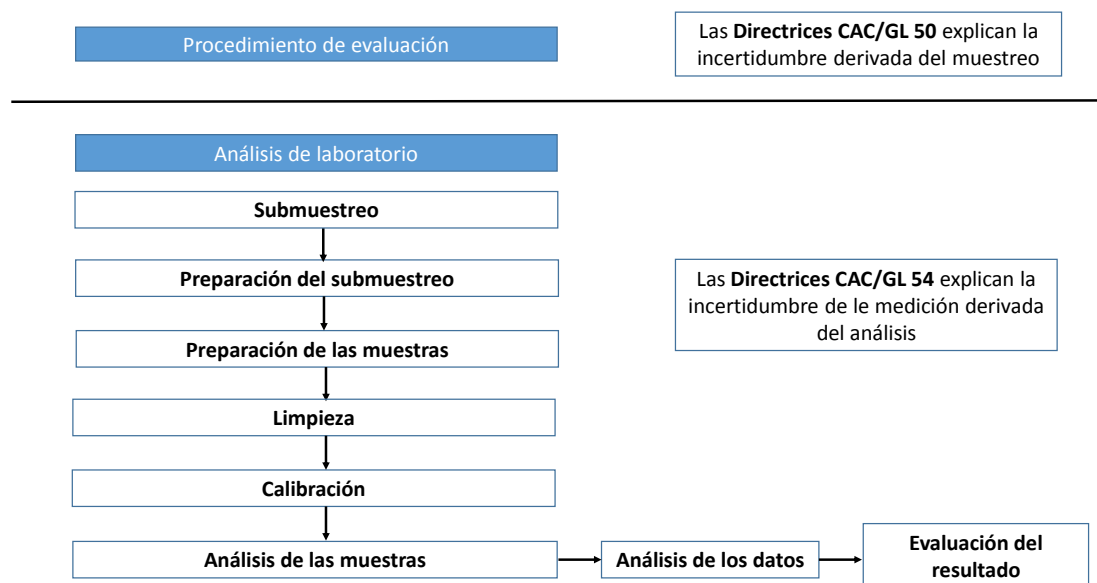 Procedimiento de evaluación
Las Directrices CAC/GL 50 explican la
incertidumbre derivada del muestreo
Análisis de laboratorio
Submuestreo
Preparación del submuestreo
Las Directrices CAC/GL 54 explican la
incertidumbre de le medición derivada
del análisis
Preparación de las muestras
Limpieza
Calibración
Análisis de las muestras
Análisis de los datos
Evaluación del
resultado